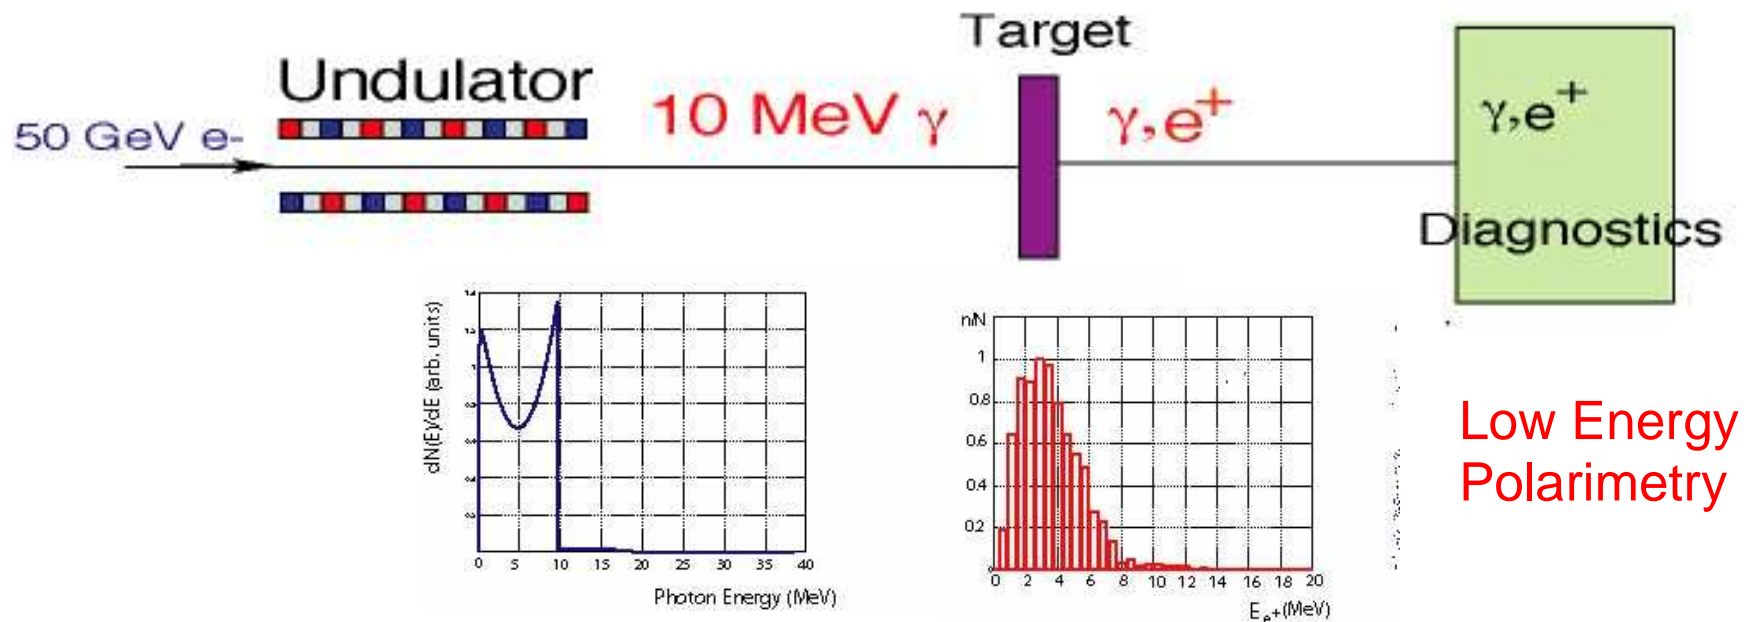 Target
Undulator
50 GeV e-
10 MeV γ
γ,e+
γ,e+
Diagnostics
dN(E)/dE (arb. units)
0 5 10 15 20 25 30 35 40
Photon Energy (MeV)
n/N
1
0.8
0.6
0.4
0.2
0
0 2 4 6 8 10 12 14 16 18 20
E e+(MeV)
Low Energy
Polarimetry